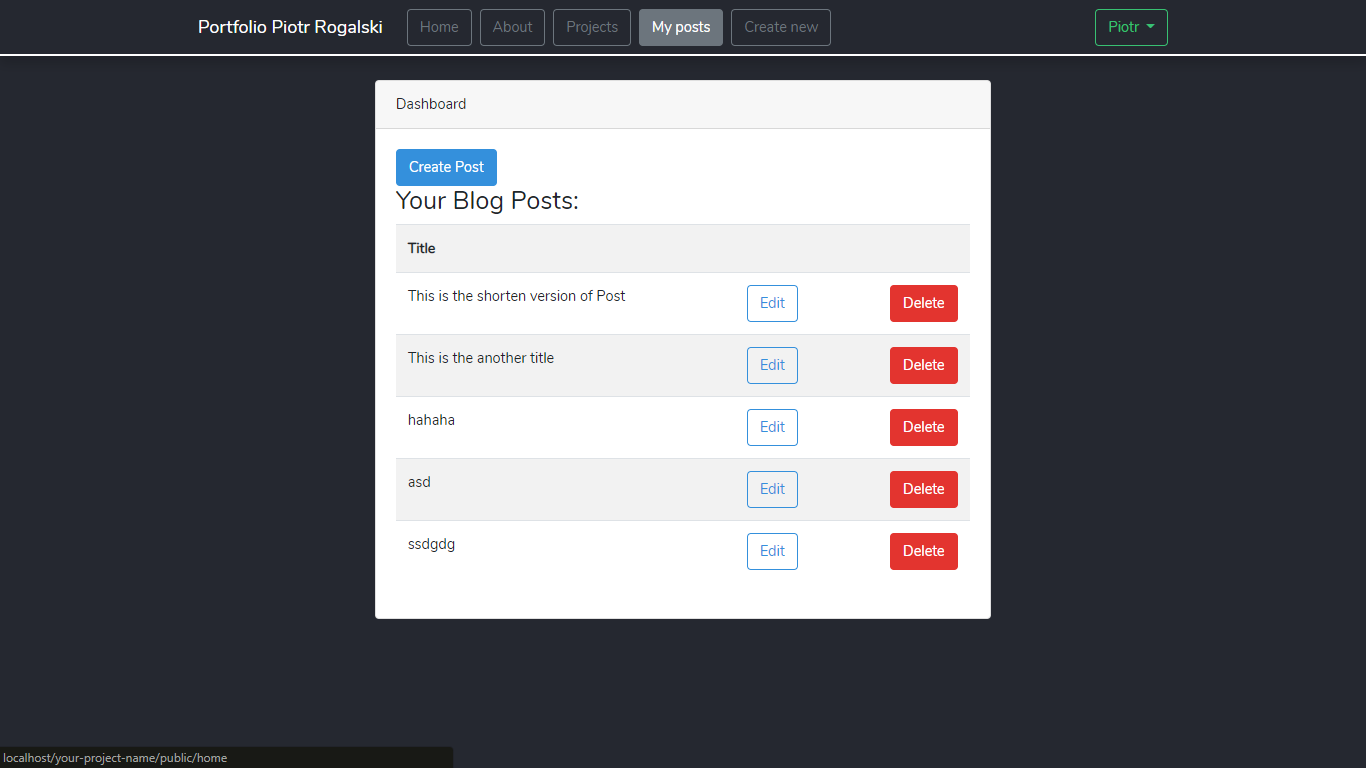 Portfolio Piotr Rogalski Home About Projects My posts Create new Piotr
Dashboard
Create Post
Your Blog Posts:
Title
This is the shorten version of Post Edit Delete
This is the another title Edit Delete
hahaha Edit Delete
asd Edit Delete
ssdgdg Edit Delete
localhost/your-project-name/public/home